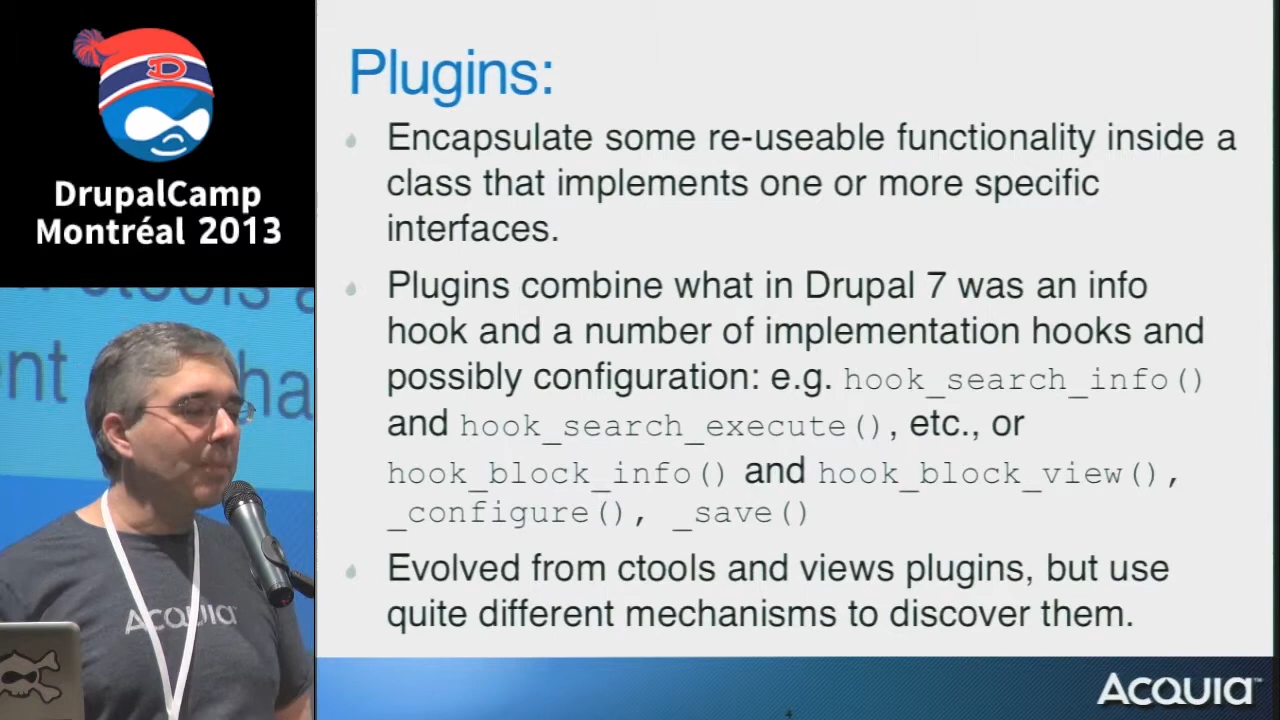 D
DrupalCamp
Montréal 2013
ACQUIA
Plugins:
Encapsulate some re-useable functionality inside a
class that implements one or more specific
interfaces.
Plugins combine what in Drupal 7 was an info
hook and a number of implementation hooks and
possibly configuration: e.g. hook_search_info()
and hook_search_execute(), etc., or
hook_block_info() and hook_block_view(),
_configure(), _save()
Evolved from ctools and views plugins, but use
quite different mechanisms to discover them.
4
ACQUIA™